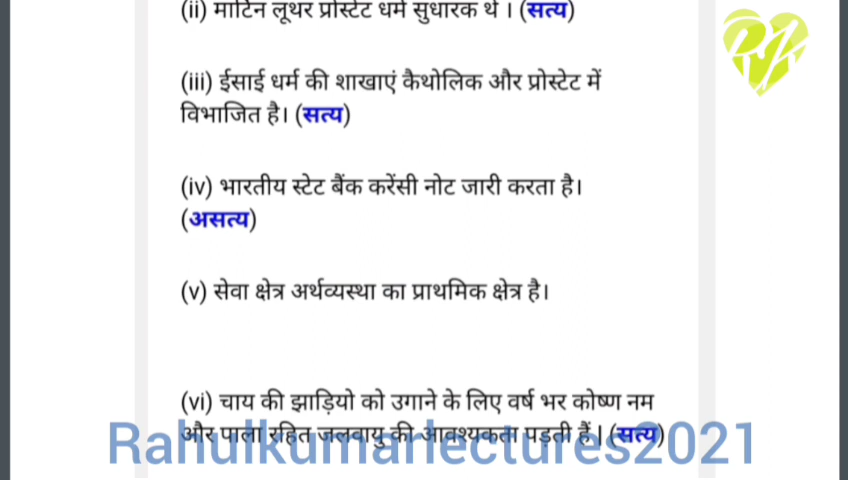 (ii) मार्टिन लूथर प्रोस्टेट धर्म सुधारक थे । (सत्य)
RK
(iii) ईसाई धर्म की शाखाएं कैथोलिक और प्रोस्टेट में
विभाजित है। (सत्य)
(iv) भारतीय स्टेट बैंक करेंसी नोट जारी करता है।
(असत्य)
(v) सेवा क्षेत्र अर्थव्यस्था का प्राथमिक क्षेत्र है।
(vi) चाय की झाड़ियो को उगाने के लिए वर्ष भर कोष्ण नम
और पाला रहित जलवायु की आवश्यकता पड़ती हैं । (सत्य)
Rahulkumarlectures2021